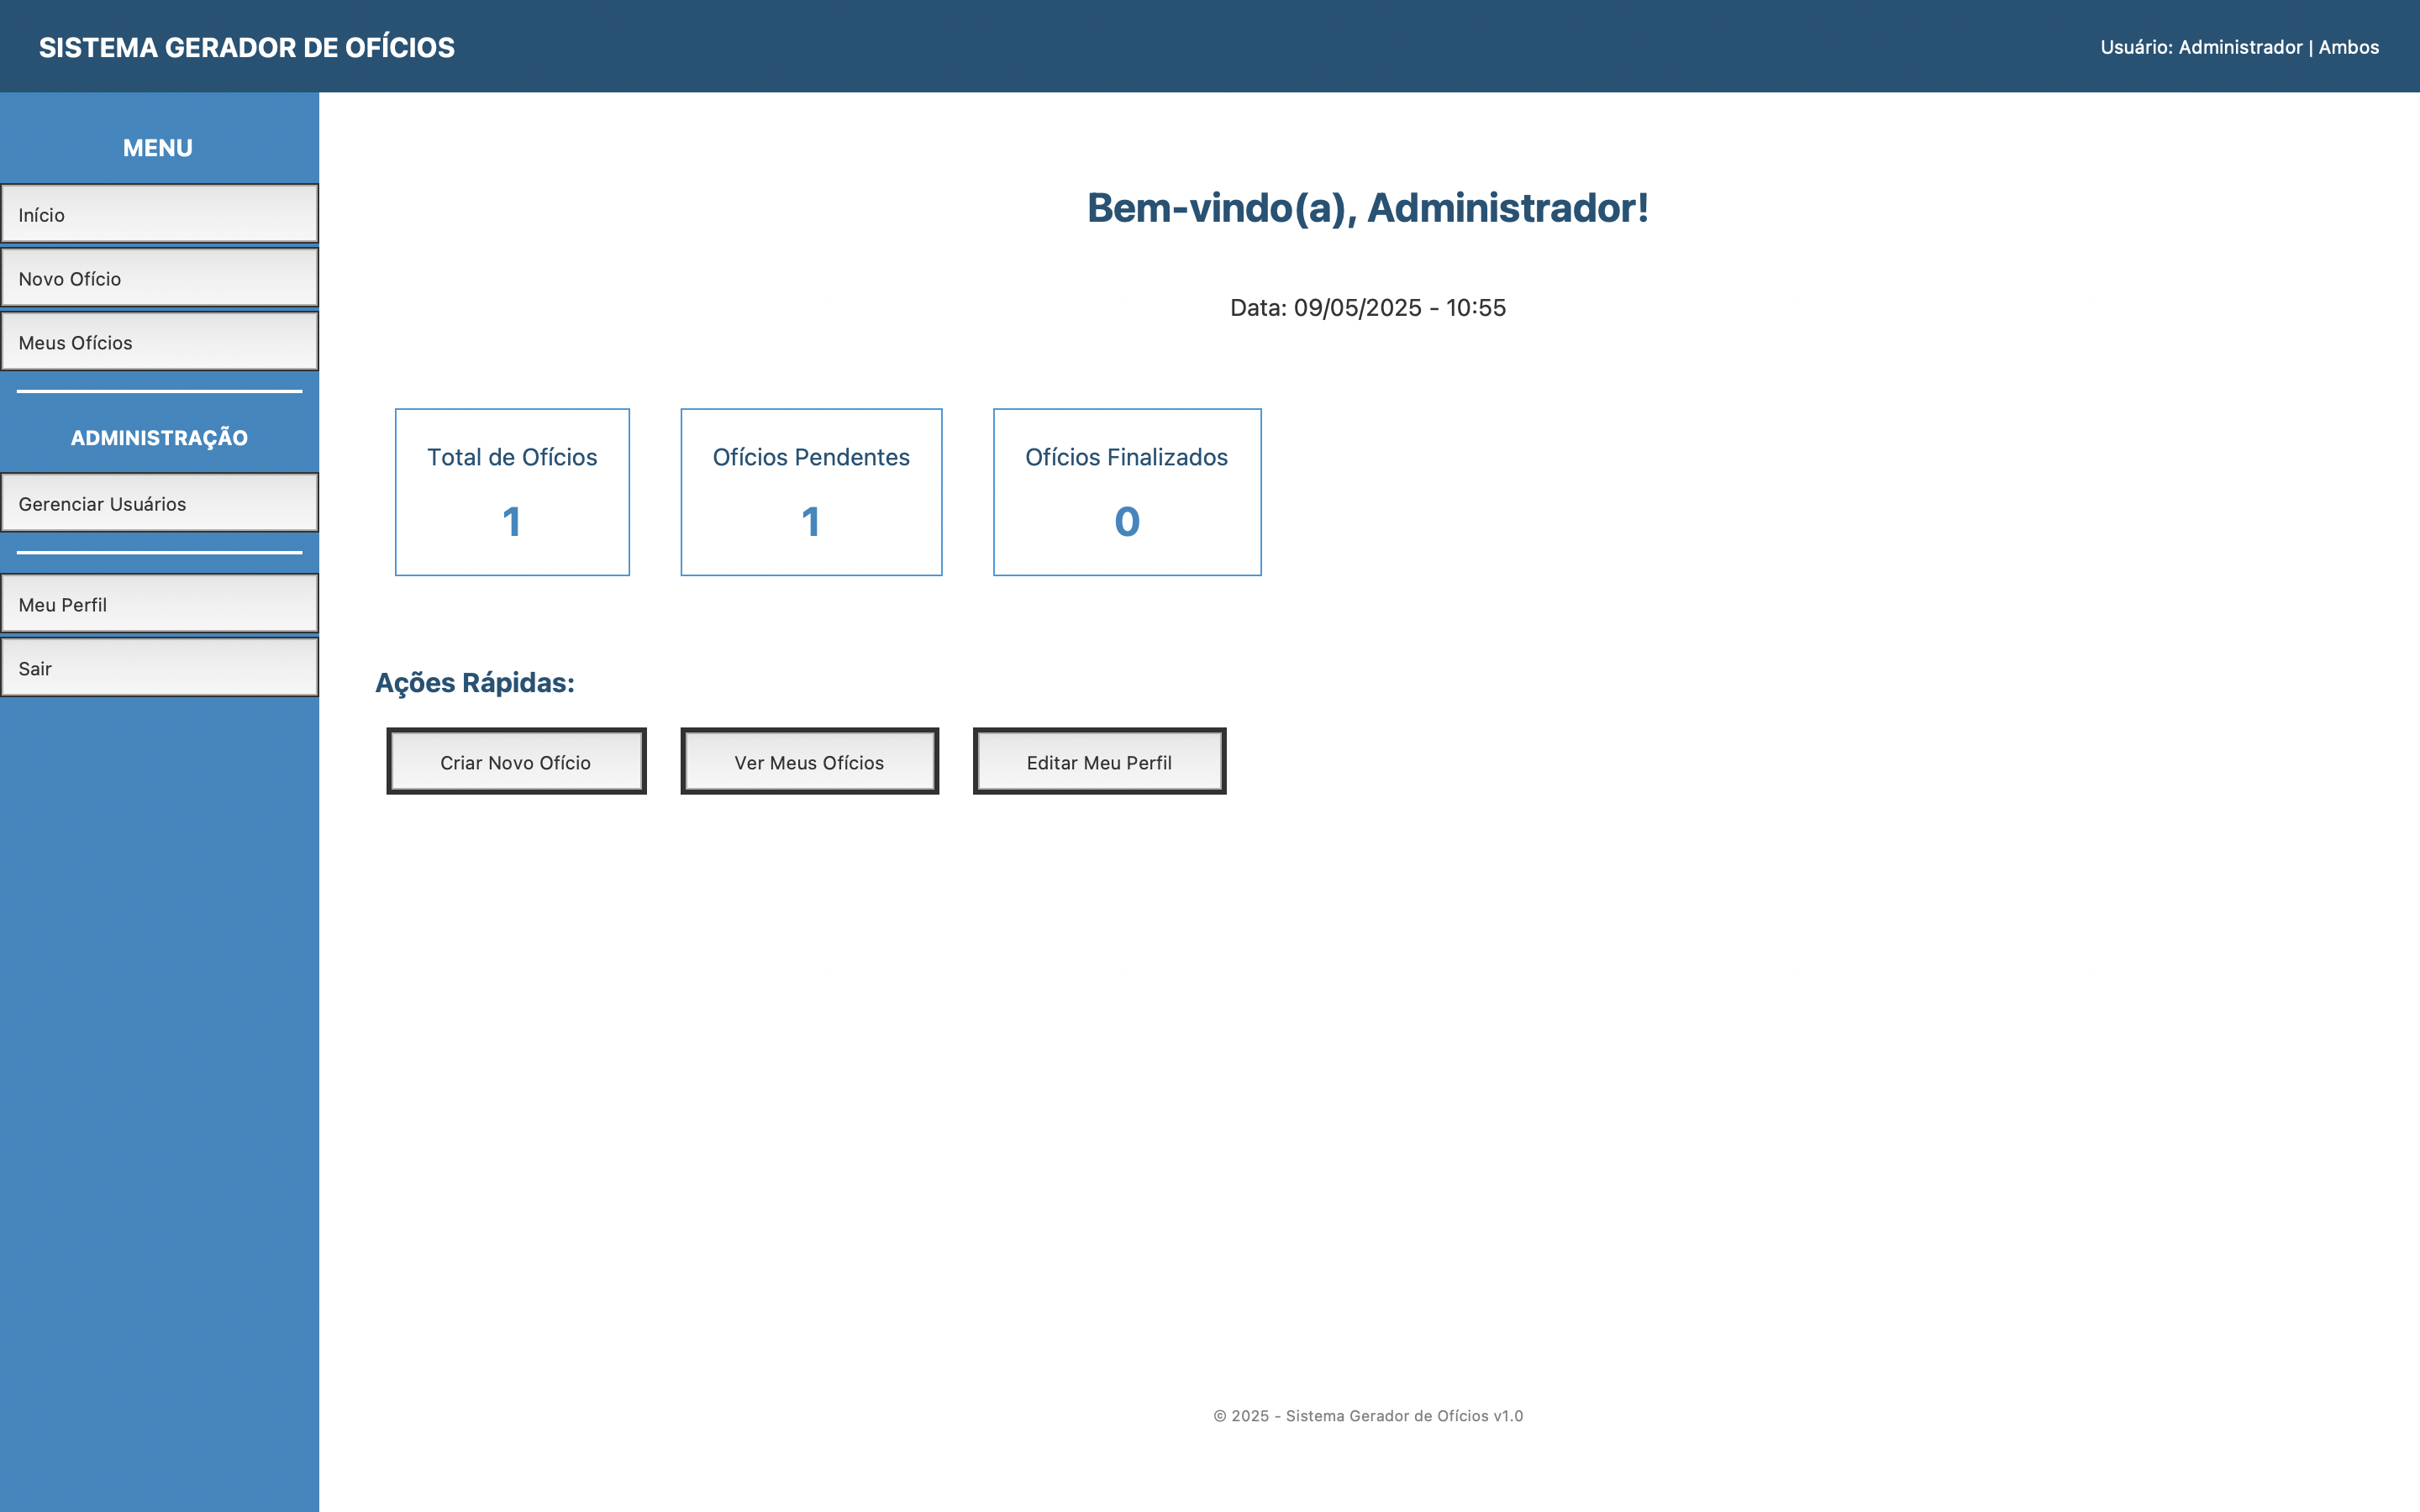 SISTEMA GERADOR DE OFÍCIOS
Usuário: Administrador | Ambos
MENU
Início
Novo Ofício
Meus Ofícios
ADMINISTRAÇÃO
Gerenciar Usuários
Meu Perfil
Sair
Bem-vindo(a), Administrador!
Data: 09/05/2025 - 10:55
Total de Ofícios
1
Ofícios Pendentes
1
Ofícios Finalizados
0
Ações Rápidas:
Criar Novo Ofício
Ver Meus Ofícios
Editar Meu Perfil
© 2025 - Sistema Gerador de Ofícios v1.0